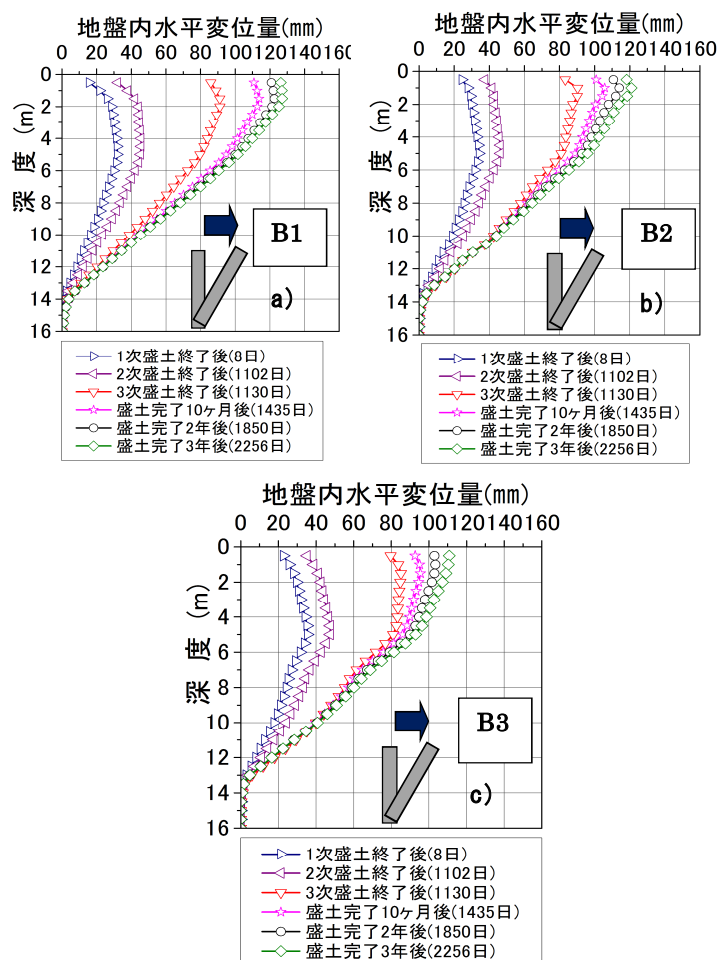 地盤内水平変位量(mm)
0 20 40 60 80 100 120 140 160
深度 (m)
0
2
4
6
8
10
12
14
16
B1
a)
1次盛土終了後(8日)
2次盛土終了後(1102日)
3次盛土終了後(1130日)
盛土完了10ヶ月後(1435日)
盛土完了2年後(1850日)
盛土完了3年後(2256日)
地盤内水平変位量(mm)
0 20 40 60 80 100 120 140 160
深度 (m)
0
2
4
6
8
10
12
14
16
B2
b)
1次盛土終了後(8日)
2次盛土終了後(1102日)
3次盛土終了後(1130日)
盛土完了10ヶ月後(1435日)
盛土完了2年後(1850日)
盛土完了3年後(2256日)
地盤内水平変位量(mm)
0 20 40 60 80 100 120 140 160
深度 (m)
0
2
4
6
8
10
12
14
16
B3
c)
1次盛土終了後(8日)
2次盛土終了後(1102日)
3次盛土終了後(1130日)
盛土完了10ヶ月後(1435日)
盛土完了2年後(1850日)
盛土完了3年後(2256日)